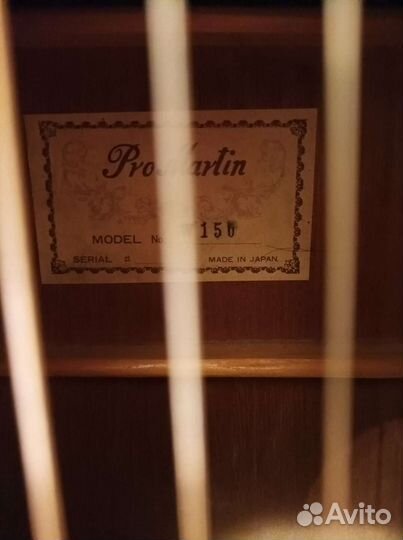 ProMartin
MODEL No. 150
SERIAL # MADE IN JAPAN.
Avito